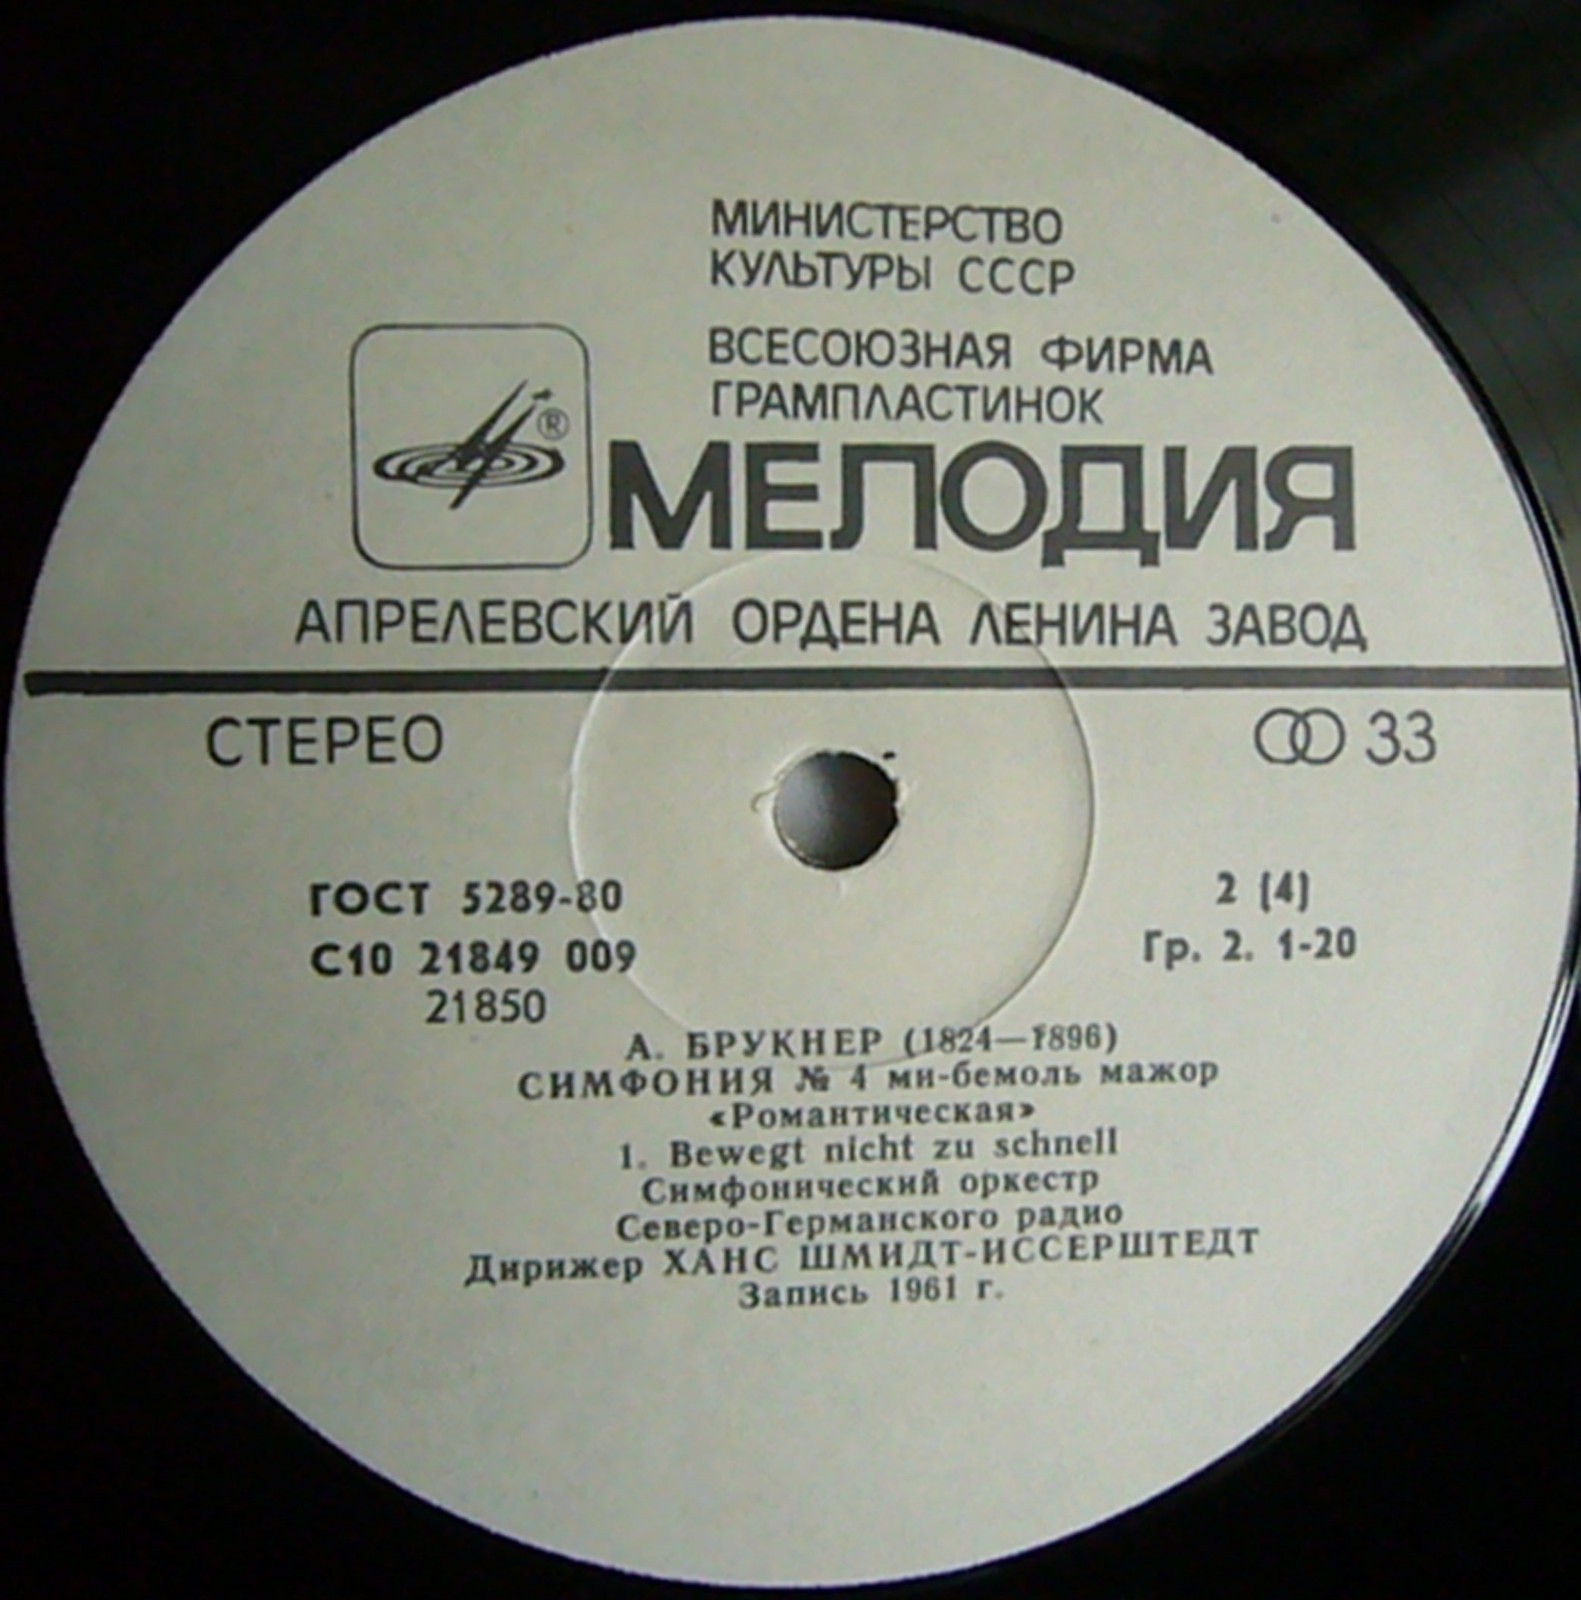 МИНИСТЕРСТВО
КУЛЬТУРЫ СССР
ВСЕСОЮЗНАЯ ФИРМА
ГРАМПЛАСТИНОК
®
МЕЛОДИЯ
АПРЕЛЕВСКИЙ ОРДЕНА ЛЕНИНА ЗАВОД
СТЕРЕО
33
ГОСТ 5289-80
2 (4)
С10 21849 009
Гр. 2. 1-20
21850
А. БРУКНЕР (1824—1896)
СИМФОНИЯ № 4 ми-бемоль мажор
«Романтическая»
1. Bewegt nicht zu schnell
Симфонический оркестр
Северо-Германского радио
Дирижер ХАНС ШМИДТ-ИССЕРШТЕДТ
Запись 1961 г.